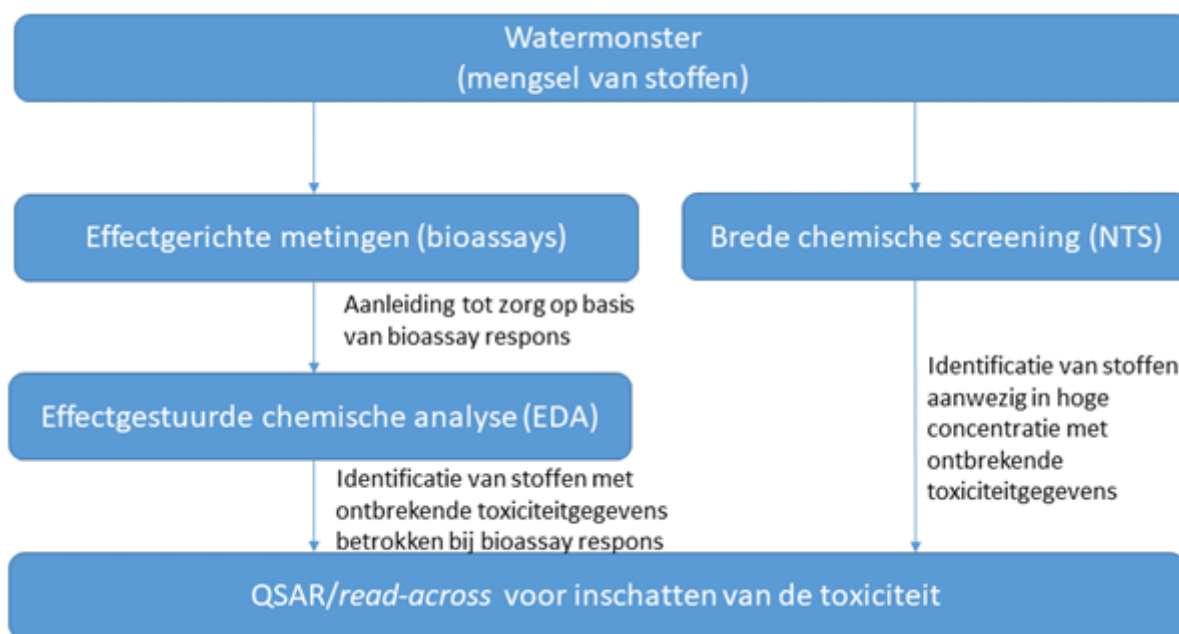 Watermonster
(mengsel van stoffen)
Effectgerichte metingen (bioassays)
Brede chemische screening (NTS)
Aanleiding tot zorg op basis
van bioassay respons
Effectgestuurde chemische analyse (EDA)
Identificatie van stoffen
aanwezig in hoge
concentratie met
ontbrekende
toxiciteitgegevens
Identificatie van stoffen met
ontbrekende toxiciteitgegevens
betrokken bij bioassay respons
QSAR/read-across voor inschatten van de toxiciteit